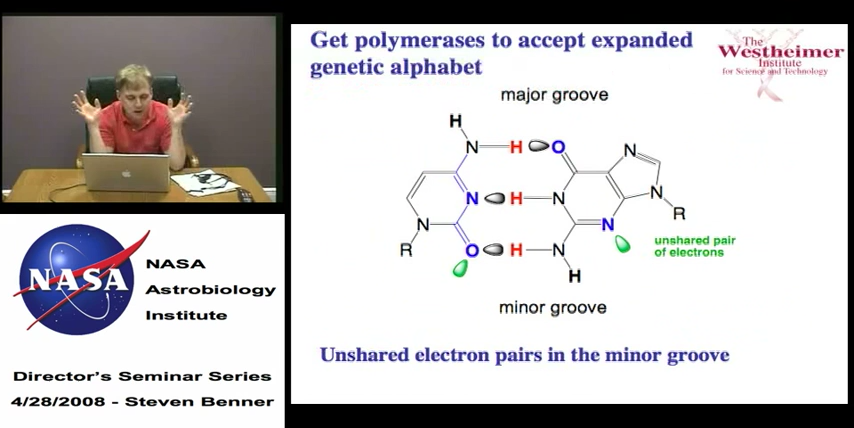 Get polymerases to accept expanded
genetic alphabet
The
Westheimer
Institute
for Science and Technology
major groove
H
N H O N
N H N N R
N
R O H N
H
unshared pair
of electrons
minor groove
Unshared electron pairs in the minor groove
NASA
NASA
Astrobiology
Institute
Director's Seminar Series
4/28/2008 - Steven Benner